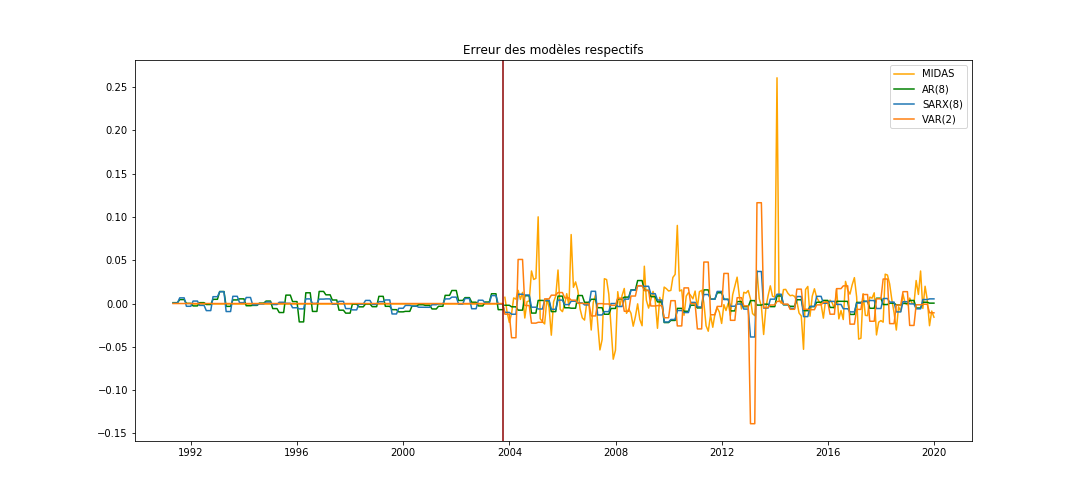 Erreur des modèles respectifs
MIDAS
AR(8)
SARX(8)
VAR(2)
0.25
0.20
0.15
0.10
0.05
0.00
−0.05
−0.10
−0.15
1992 1996 2000 2004 2008 2012 2016 2020